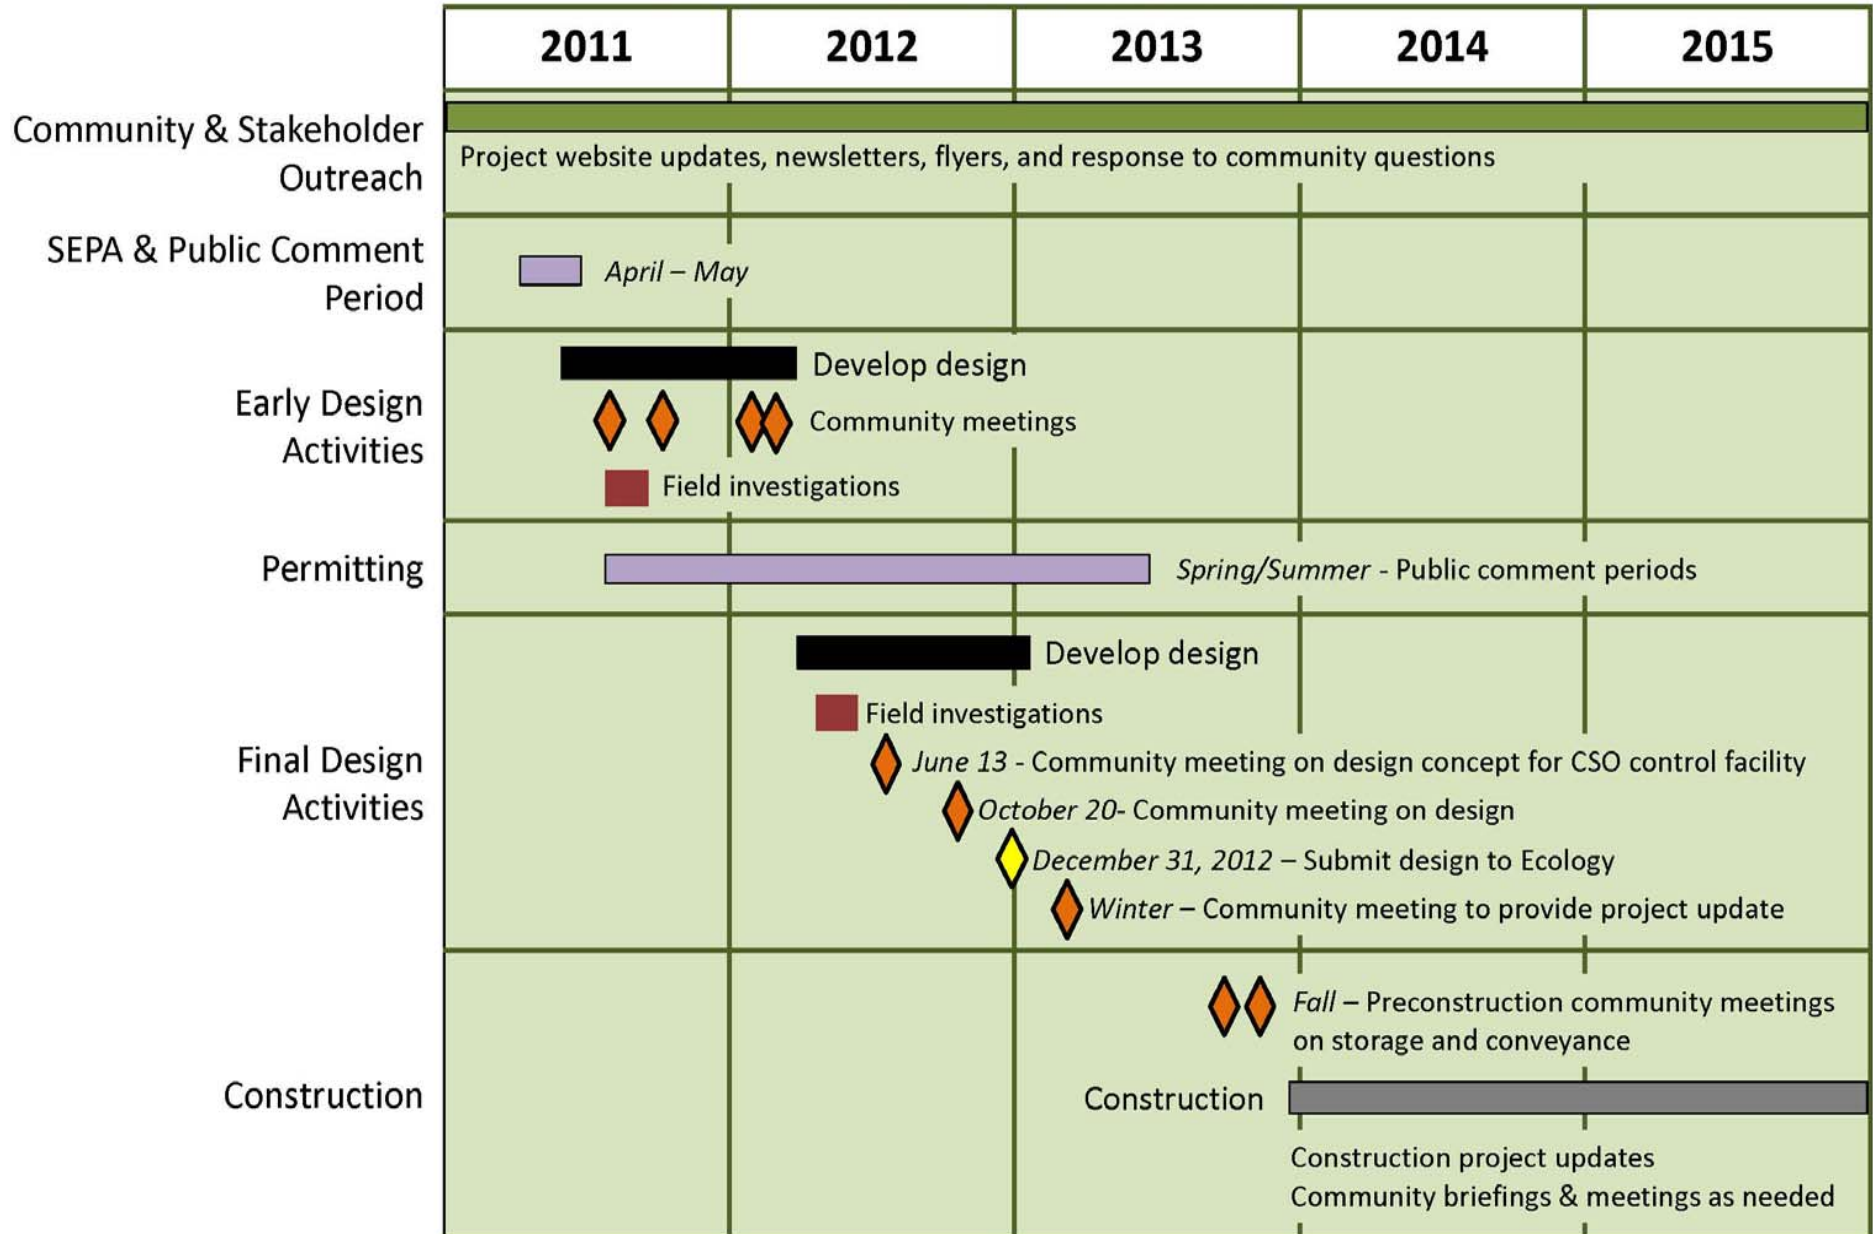 2011 2012 2013 2014 2015
Community & Stakeholder
Outreach
Project website updates, newsletters, flyers, and response to community questions
SEPA & Public Comment
Period
April – May
Early Design
Activities
Develop design
Community meetings
Field investigations
Permitting
Spring/Summer - Public comment periods
Final Design
Activities
Develop design
Field investigations
June 13 - Community meeting on design concept for CSO control facility
October 20- Community meeting on design
December 31, 2012 – Submit design to Ecology
Winter – Community meeting to provide project update
Construction
Fall – Preconstruction community meetings
on storage and conveyance
Construction
Construction project updates
Community briefings & meetings as needed